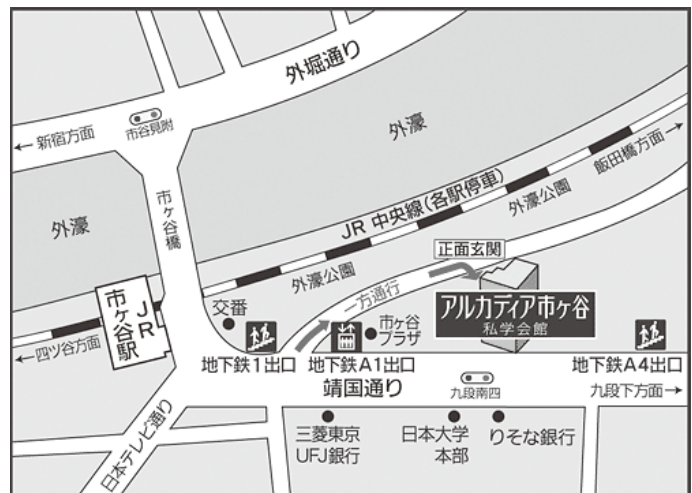 外堀通り
←新宿方面
市谷見附
外濠
飯田橋方面→
市ヶ谷橋
外濠
JR 中央線(各駅停車)
外濠公園
外濠公園
正面玄関
一方通行
アルカディア市ヶ谷
私学会館
JR
市ヶ谷駅
交番
市ヶ谷
プラザ
←四ツ谷方面
地下鉄1出口
地下鉄A1出口
地下鉄A4出口
靖国通り
九段南四
九段下方面→
日本テレビ通り
三菱東京
UFJ銀行
日本大学
本部
りそな銀行